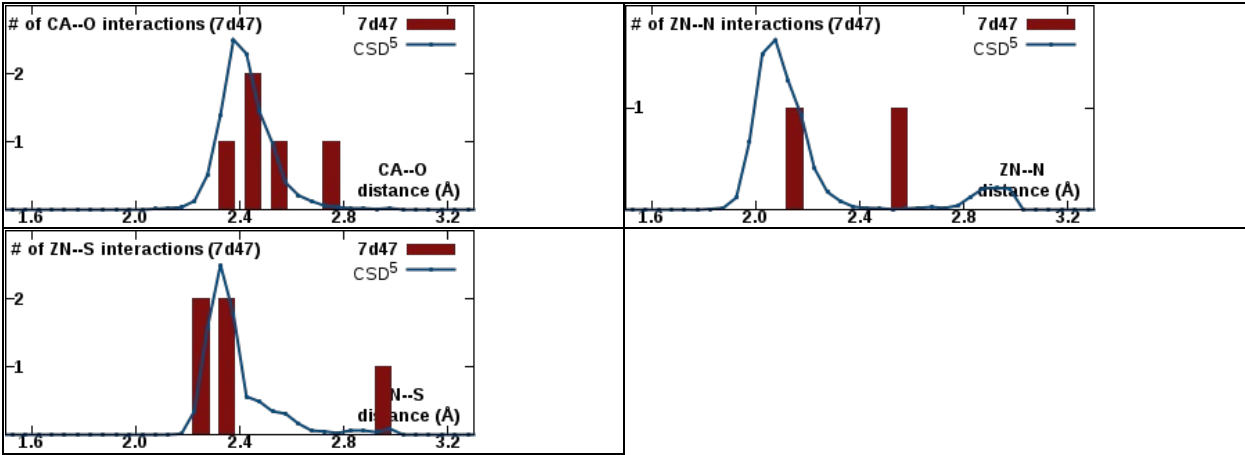 # of CA--O interactions (7d47)
7d47
CSD5
2
1
CA--O
distance (Å)
1.6 2.0 2.4 2.8 3.2
# of ZN--N interactions (7d47)
7d47
CSD5
1
ZN--N
distance (Å)
1.6 2.0 2.4 2.8 3.2
# of ZN--S interactions (7d47)
7d47
CSD5
2
1
N--S
distance (Å)
1.6 2.0 2.4 2.8 3.2